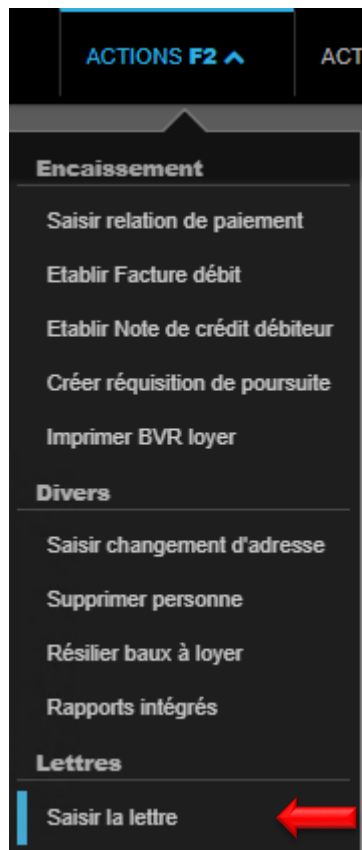 ACTIONS F2 ACT
Encaissement
Saisir relation de paiement
Etablir Facture débit
Etablir Note de crédit débiteur
Créer réquisition de poursuite
Imprimer BVR loyer
Divers
Saisir changement d'adresse
Supprimer personne
Résilier baux à loyer
Rapports intégrés
Lettres
Saisir la lettre